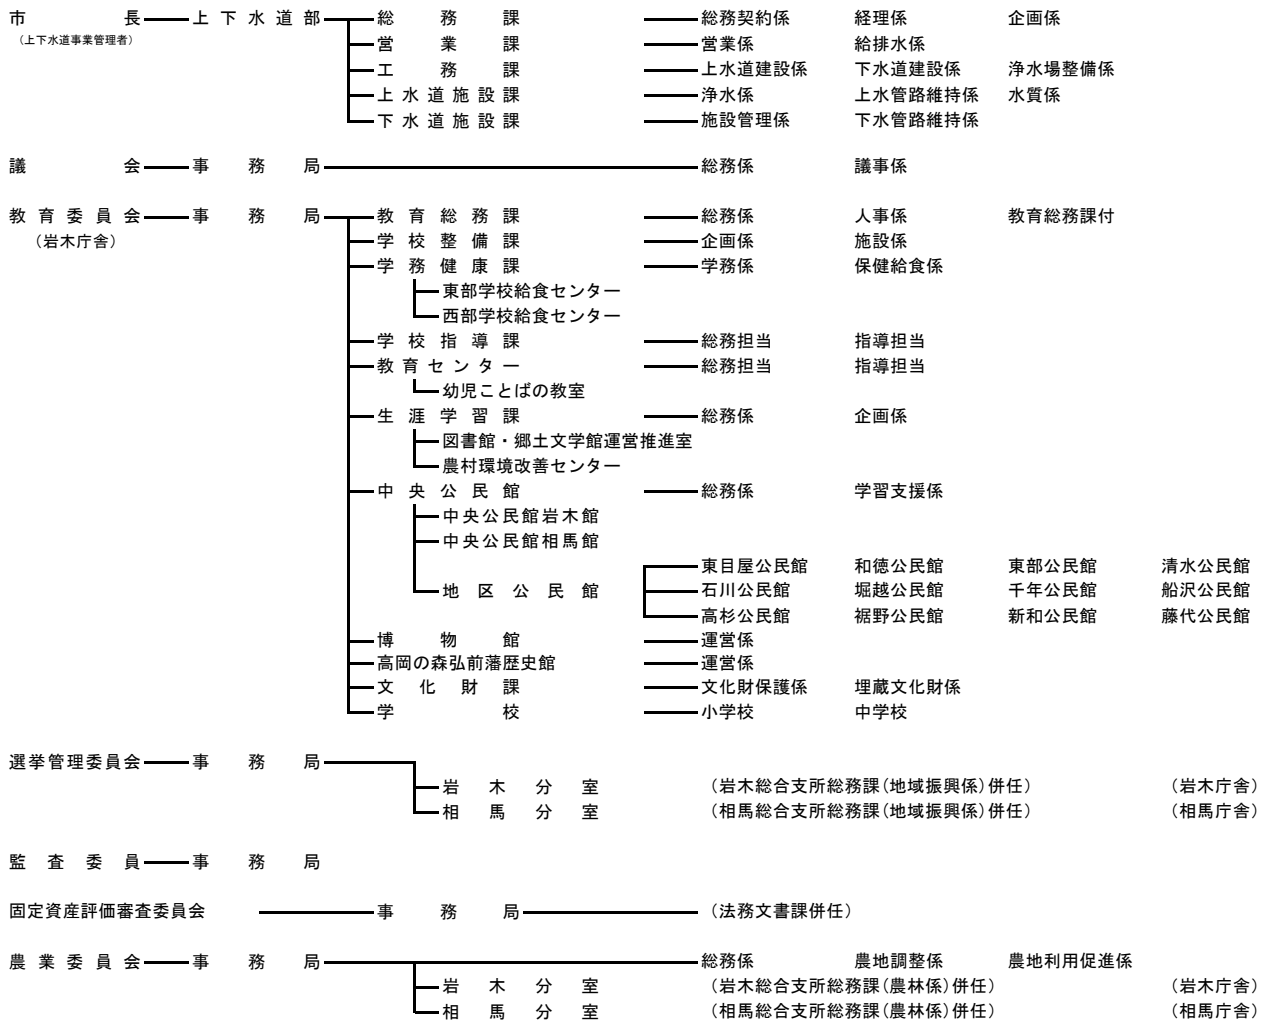 市長 上下水道部 総務課 総務契約係 経理係 企画係
（上下水道事業管理者）
営業課 営業係 給排水係
工務課 上水道建設係 下水道建設係 浄水場整備係
上水道施設課 浄水係 上水管路維持係 水質係
下水道施設課 施設管理係 下水管路維持係
議会 事務局 総務係 議事係
教育委員会 事務局 教育総務課 総務係 人事係 教育総務課付
（岩木庁舎） 学校整備課 企画係 施設係
学務健康課 学務係 保健給食係
東部学校給食センター
西部学校給食センター
学校指導課 総務担当 指導担当
教育センター 総務担当 指導担当
幼児ことばの教室
生涯学習課 総務係 企画係
図書館・郷土文学館運営推進室
農村環境改善センター
中央公民館 総務係 学習支援係
中央公民館岩木館
中央公民館相馬館
東目屋公民館 和徳公民館 東部公民館 清水公民館
地区公民館 石川公民館 堀越公民館 千年公民館 船沢公民館
高杉公民館 裾野公民館 新和公民館 藤代公民館
博物館 運営係
高岡の森弘前藩歴史館 運営係
文化財課 文化財保護係 埋蔵文化財係
学校 小学校 中学校
選挙管理委員会 事務局
岩木分室 （岩木総合支所総務課（地域振興係）併任） （岩木庁舎）
相馬分室 （相馬総合支所総務課（地域振興係）併任） （相馬庁舎）
監査委員 事務局
固定資産評価審査委員会 事務局 （法務文書課併任）
農業委員会 事務局 総務係 農地調整係 農地利用促進係
岩木分室 （岩木総合支所総務課（農林係）併任） （岩木庁舎）
相馬分室 （相馬総合支所総務課（農林係）併任） （相馬庁舎）